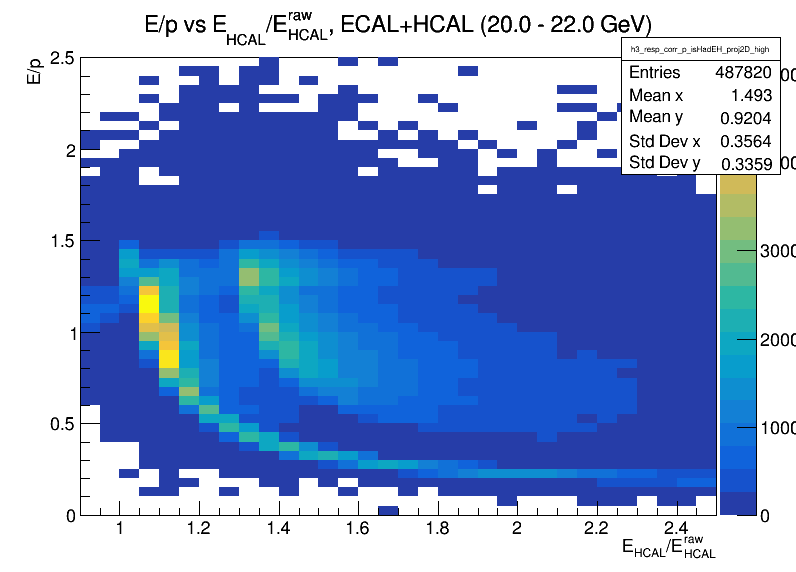 E/p vs E_HCAL/E_HCAL^raw, ECAL+HCAL (20.0 - 22.0 GeV)
h3_resp_corr_p_isHadEH_proj2D_high
Entries 487820
Mean x 1.493
Mean y 0.9204
Std Dev x 0.3564
Std Dev y 0.3359
E/p
2.5
2
1.5
1
0.5
0
1 1.2 1.4 1.6 1.8 2 2.2 2.4
E_HCAL/E_HCAL^raw
3000
2000
1000
0